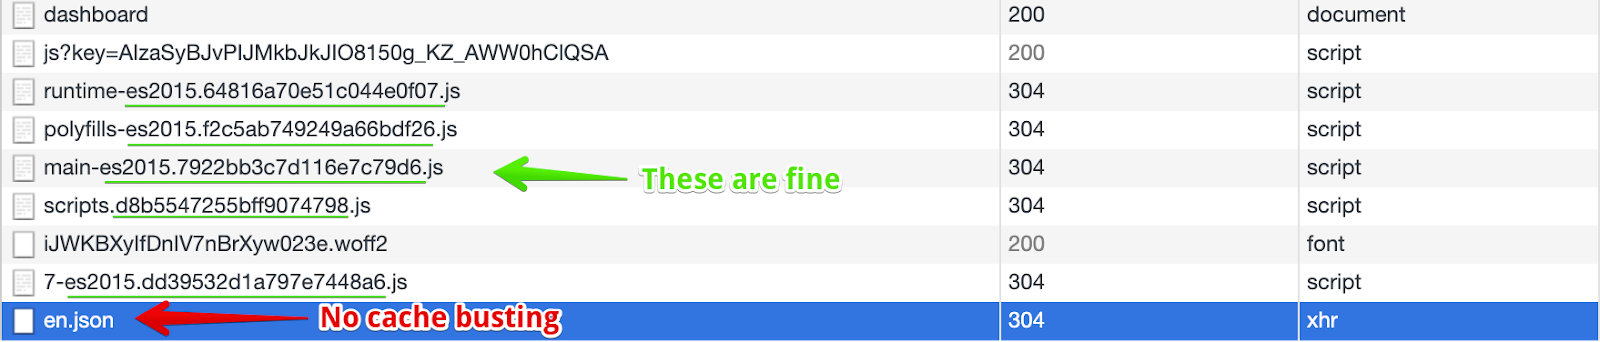 dashboard 200 document
js?key=AIzaSyBJvPIJMkbJkJIO8150g_KZ_AWW0hClQSA 200 script
runtime-es2015.64816a70e51c044e0f07.js 304 script
polyfills-es2015.f2c5ab749249a66bdf26.js 304 script
main-es2015.7922bb3c7d116e7c79d6.js 304 script
These are fine
scripts.d8b5547255bff9074798.js 304 script
iJWKBXyIfDnIV7nBrXyw023e.woff2 200 font
7-es2015.dd39532d1a797e7448a6.js 304 script
en.json No cache busting 304 xhr